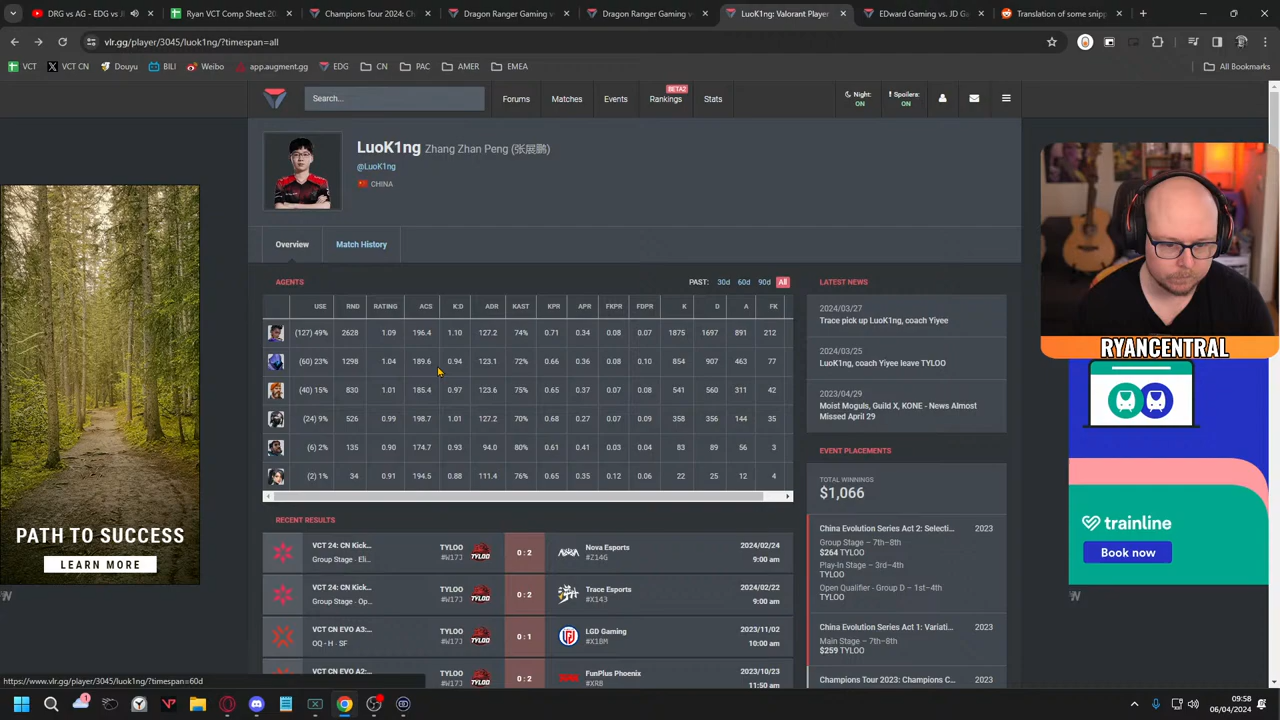 DRG vs AG - EDG vs J
Ryan VCT Comp Sheet 20
Champions Tour 2024: Ch
Dragon Ranger Gaming v
Dragon Ranger Gaming v
LuoK1ng: Valorant Player
EDward Gaming vs. JD Ga
Translation of some snipp
vlr.gg/player/3045/luok1ng/?timespan=all
VCT
VCT CN
Douyu
BILI
Weibo
app.augment.gg
EDG
CN
PAC
AMER
EMEA
All Bookmarks
Search...
Forums
Matches
Events
BETA2
Rankings
Stats
Night:
ON
Spoilers:
ON
LuoK1ng Zhang Zhan Peng (张展鹏)
@LuoK1ng
CHINA
Overview
Match History
AGENTS
PAST: 30d 60d 90d All
USE RND RATING ACS K:D ADR KAST KPR APR FKPR FDPR K D A FK
(127) 49% 2628 1.09 196.4 1.10 127.2 74% 0.71 0.34 0.08 0.07 1875 1697 891 212
(60) 23% 1298 1.04 189.6 0.94 123.1 72% 0.66 0.36 0.08 0.10 854 907 463 77
(40) 15% 830 1.01 185.4 0.97 123.6 75% 0.65 0.37 0.07 0.08 541 560 311 42
(24) 9% 526 0.99 127.2 70% 0.68 0.27 0.07 0.09 358 356 144 35
(6) 2% 135 0.90 174.7 0.93 94.0 80% 0.61 0.41 0.03 0.04 83 89 56 3
(2) 1% 34 0.91 194.5 0.88 111.4 76% 0.65 0.35 0.12 0.06 22 25 12 4
RECENT RESULTS
VCT 24: CN Kick... TYLOO 0 : 2 Nova Esports 2024/02/24
Group Stage - Eli... #Z14G 9:00 am
VCT 24: CN Kick... TYLOO 0 : 2 Trace Esports 2024/02/22
Group Stage - Op... #X143 9:00 am
VCT CN EVO A3:... TYLOO 0 : 1 LGD Gaming 2023/11/02
OQ - H - SF 10:00 am
VCT CN EVO A2:... TYLOO 0 : 2 FunPlus Phoenix 2023/10/23
11:50 am
LATEST NEWS
2024/03/27
Trace pick up LuoK1ng, coach Yiyee
2024/03/25
LuoK1ng, coach Yiyee leave TYLOO
2023/04/29
Moist Moguls, Guild X, KONE - News Almost
Missed April 29
EVENT PLACEMENTS
TOTAL WINNINGS
$1,066
China Evolution Series Act 2: Selecti... 2023
Group Stage – 7th–8th
$264 TYLOO
Play-In Stage – 3rd–4th
TYLOO
Open Qualifier - Group D – 1st–4th
TYLOO
China Evolution Series Act 1: Variati... 2023
Main Stage – 7th–8th
$259 TYLOO
Champions Tour 2023: Champions C...
RYANCENTRAL
PATH TO SUCCESS
LEARN MORE
trainline
Book now
https://www.vlr.gg/player/3045/luok1ng/?timespan=60d
09:58
06/04/2024